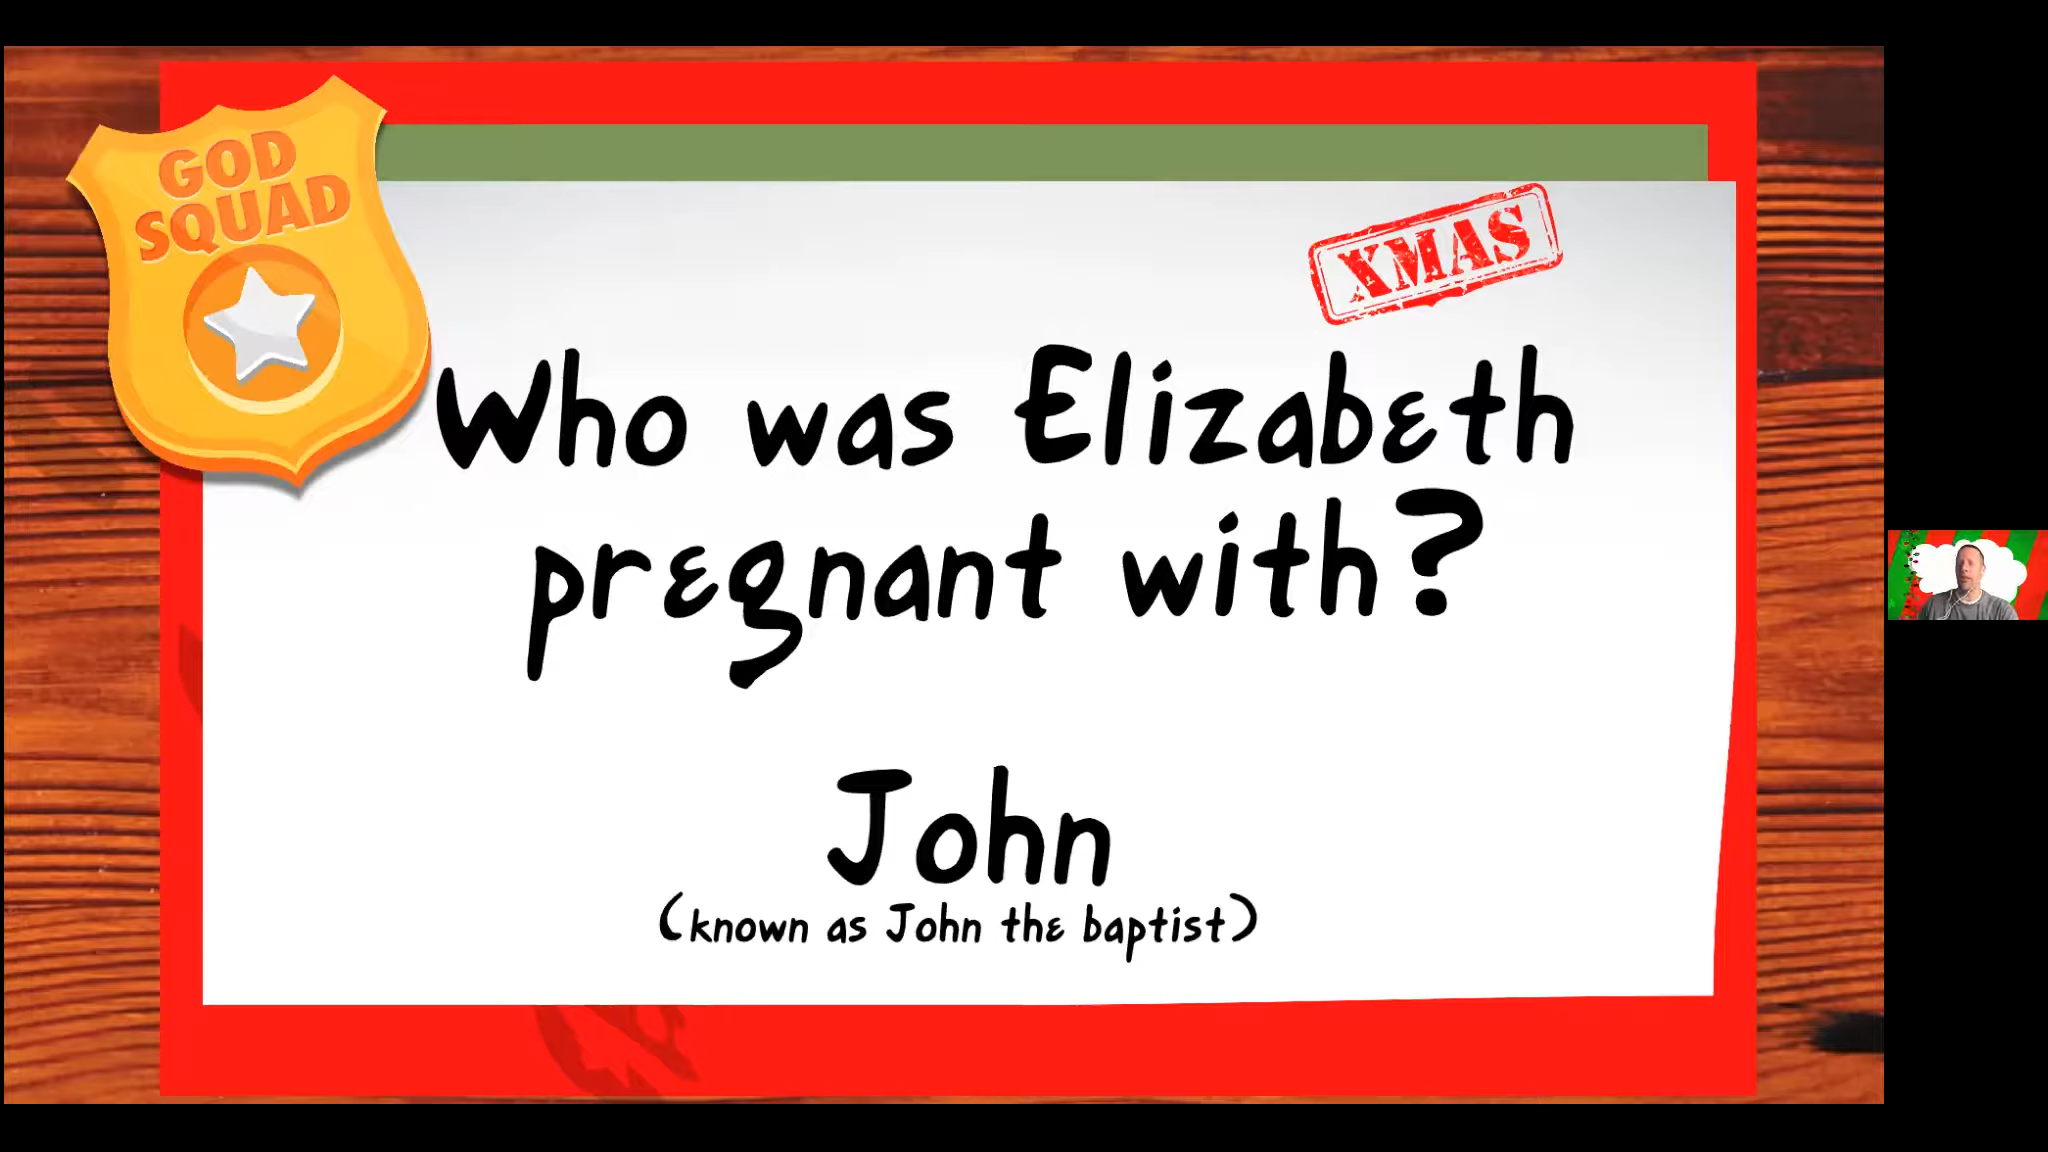 GOD
SQUAD
XMAS
Who was Elizabeth
pregnant with?
John
(known as John the baptist)